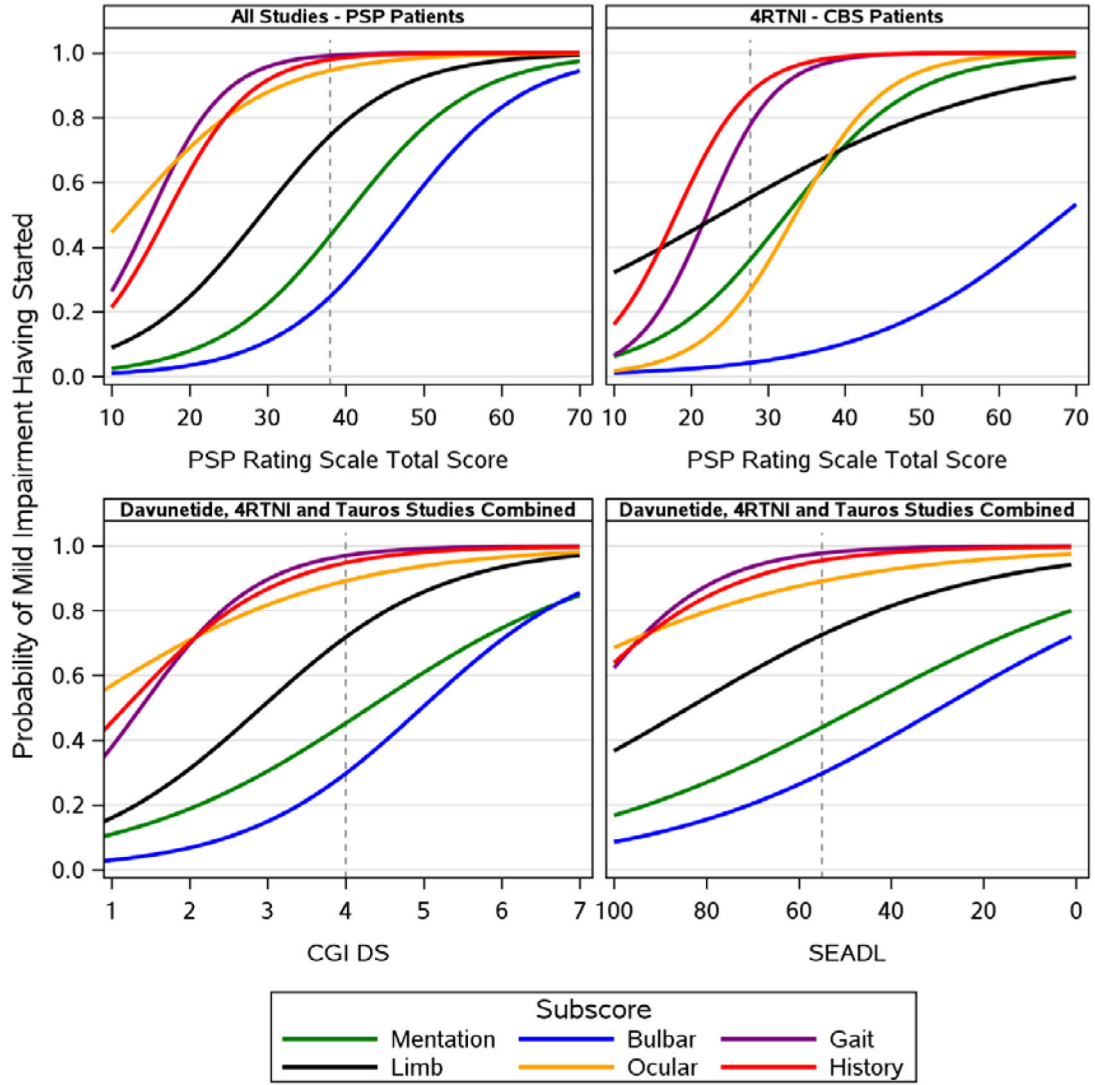 Probability of Mild Impairment Having Started
All Studies - PSP Patients
1.0
0.8
0.6
0.4
0.2
0.0
10 20 30 40 50 60 70
PSP Rating Scale Total Score
4RTNI - CBS Patients
10 20 30 40 50 60 70
PSP Rating Scale Total Score
Davunetide, 4RTNI and Tauros Studies Combined
1.0
0.8
0.6
0.4
0.2
0.0
1 2 3 4 5 6 7
CGI DS
Davunetide, 4RTNI and Tauros Studies Combined
100 80 60 40 20 0
SEADL
Subscore
Mentation Bulbar Gait
Limb Ocular History